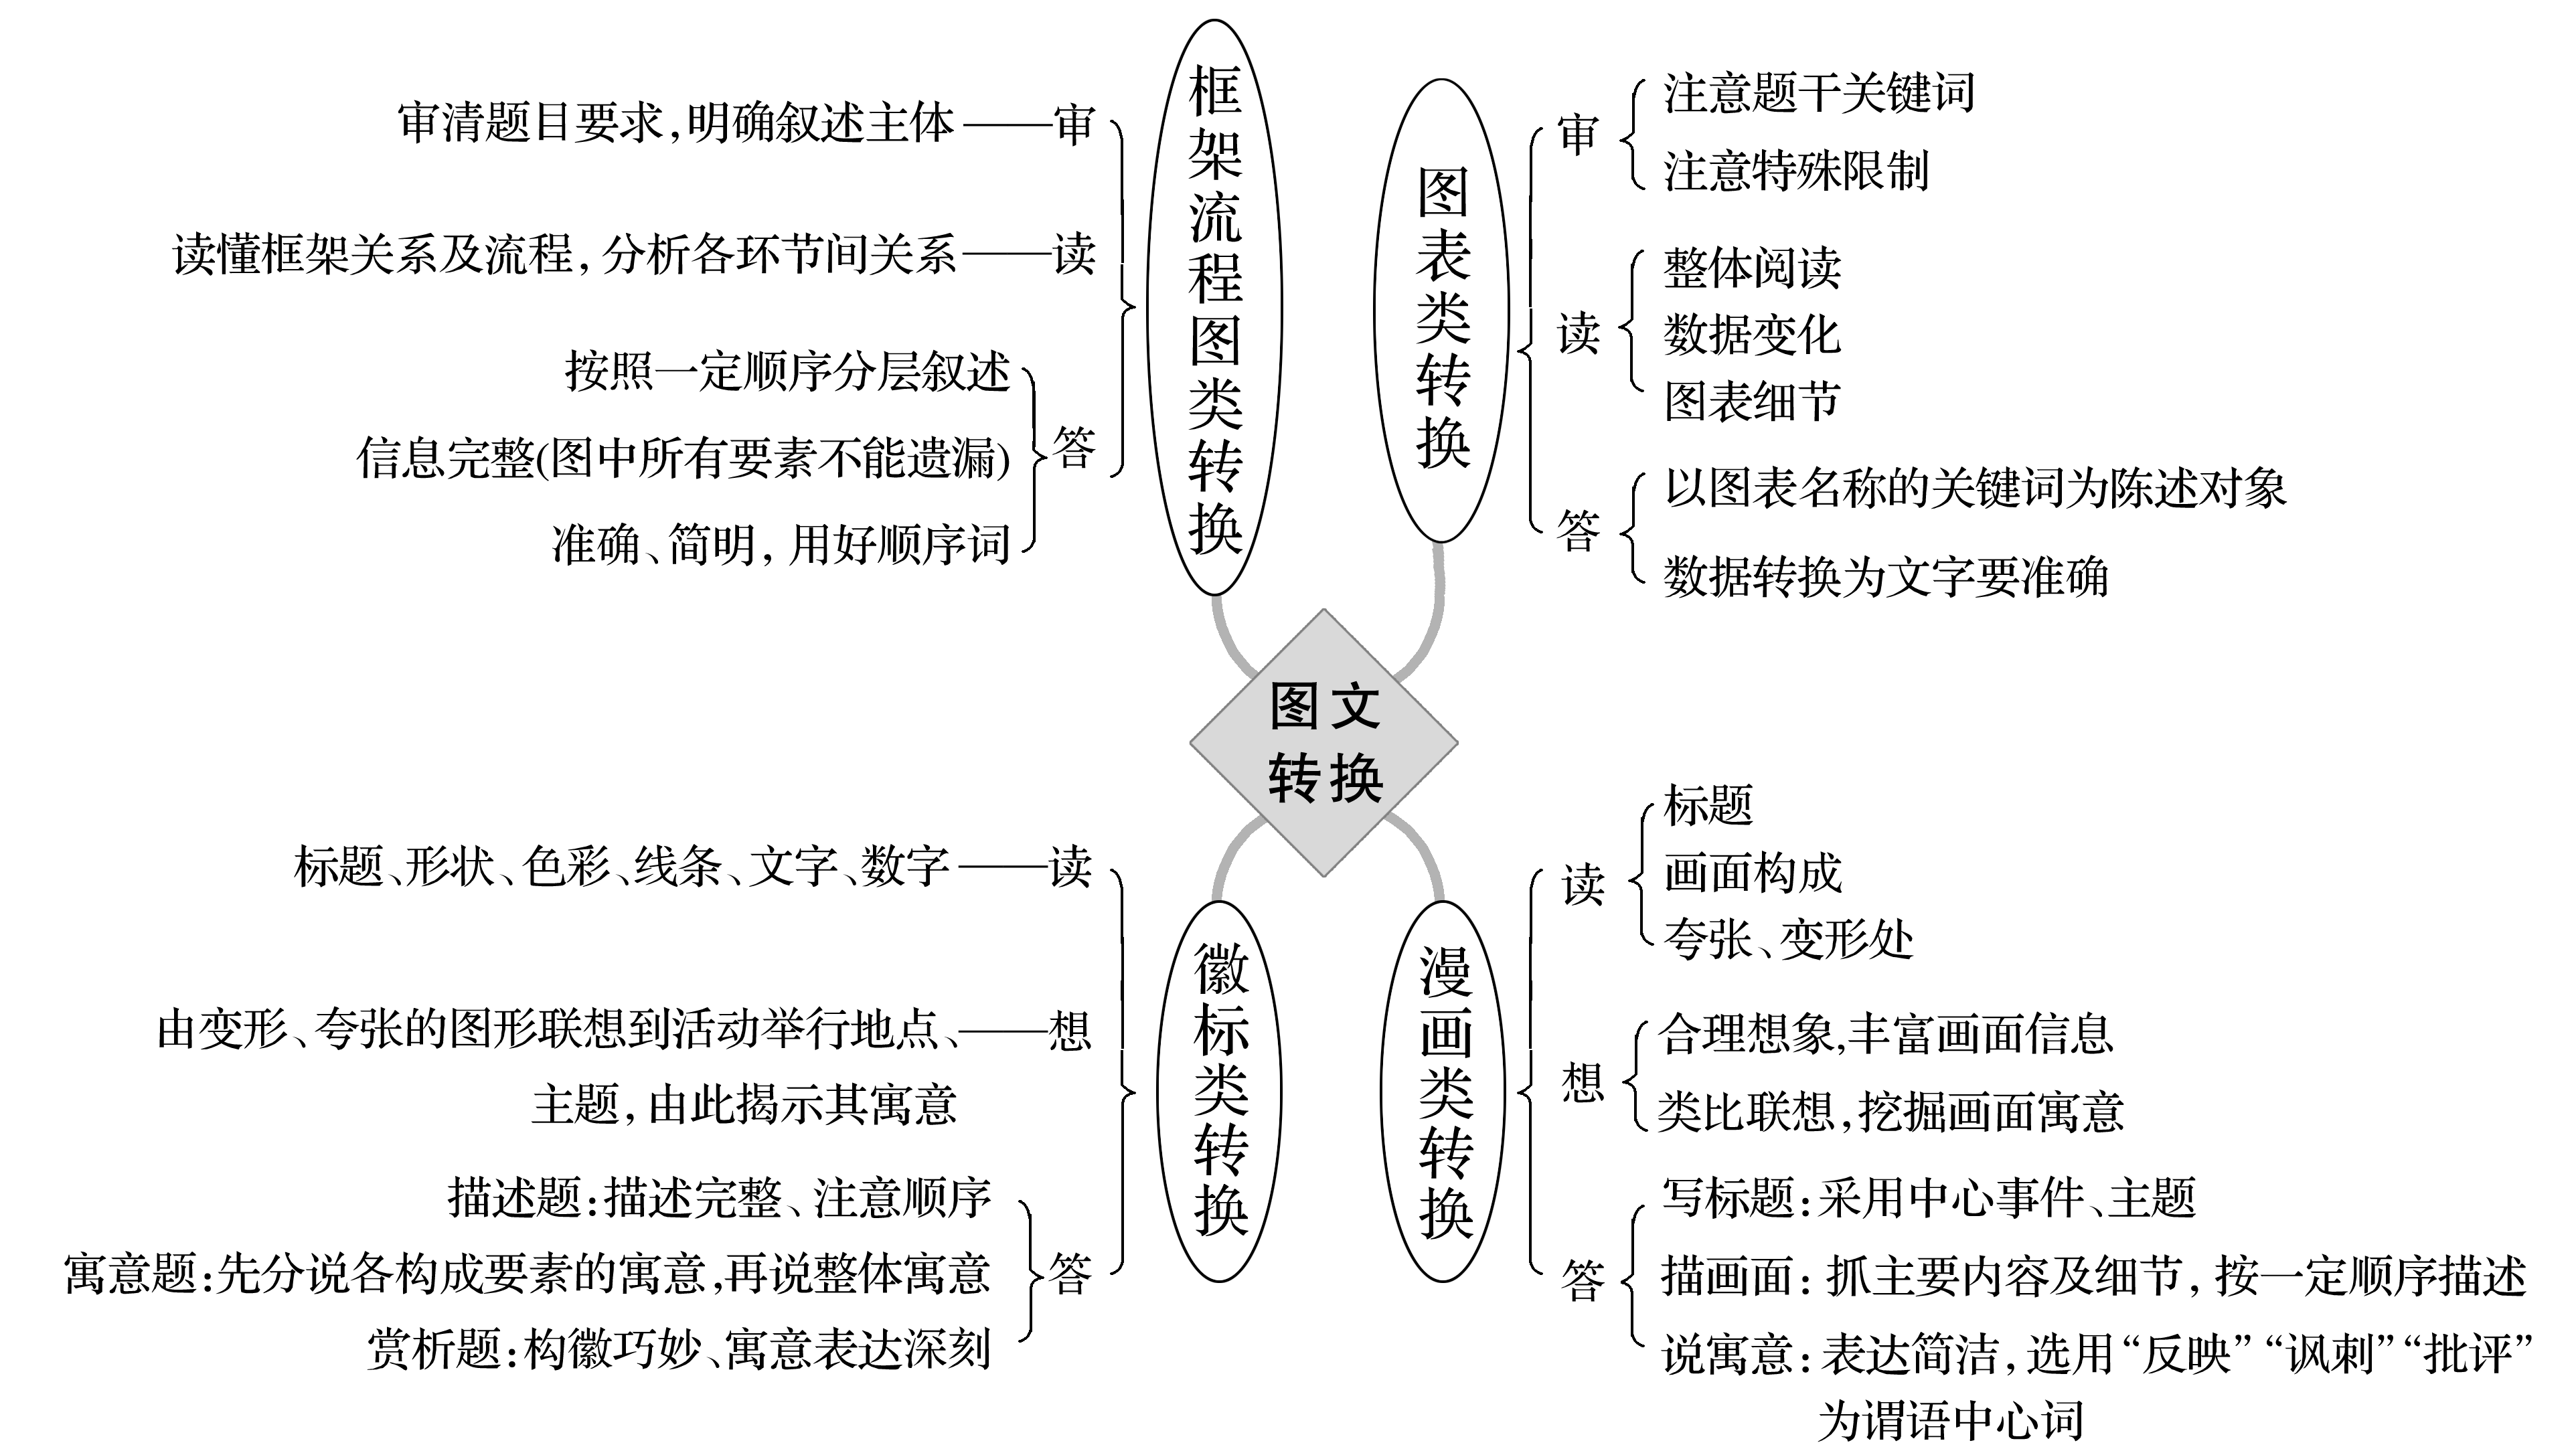 图文
转换
框架流程图类转换
审
审清题目要求,明确叙述主体
读
读懂框架关系及流程,分析各环节间关系
答
按照一定顺序分层叙述
信息完整(图中所有要素不能遗漏)
准确、简明,用好顺序词
图表类转换
审
注意题干关键词
注意特殊限制
读
整体阅读
数据变化
图表细节
答
以图表名称的关键词为陈述对象
数据转换为文字要准确
徽标类转换
读
标题、形状、色彩、线条、文字、数字
想
由变形、夸张的图形联想到活动举行地点、
主题,由此揭示其寓意
答
描述题:描述完整、注意顺序
寓意题:先分说各构成要素的寓意,再说整体寓意
赏析题:构徽巧妙、寓意表达深刻
漫画类转换
读
标题
画面构成
夸张、变形处
想
合理想象,丰富画面信息
类比联想,挖掘画面寓意
答
写标题:采用中心事件、主题
描画面:抓主要内容及细节,按一定顺序描述
说寓意:表达简洁,选用“反映”“讽刺”“批评”
为谓语中心词